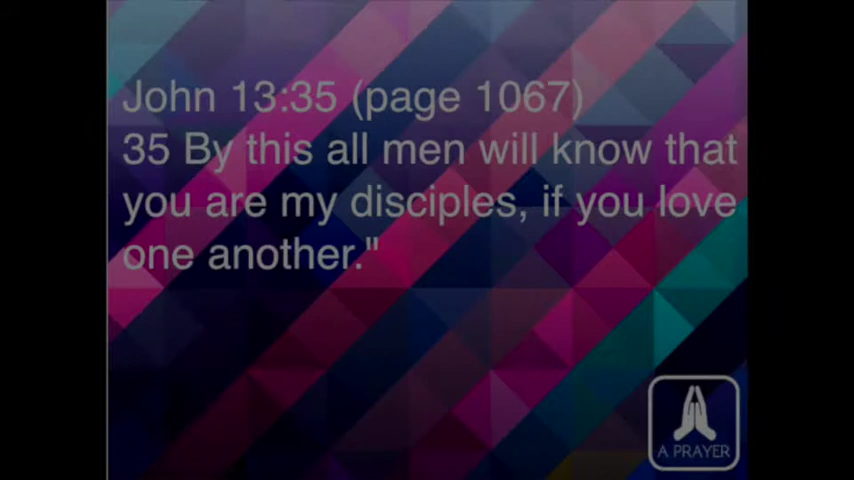 John 13:35 (page 1067)
35 By this all men will know that
you are my disciples, if you love
one another."
A PRAYER